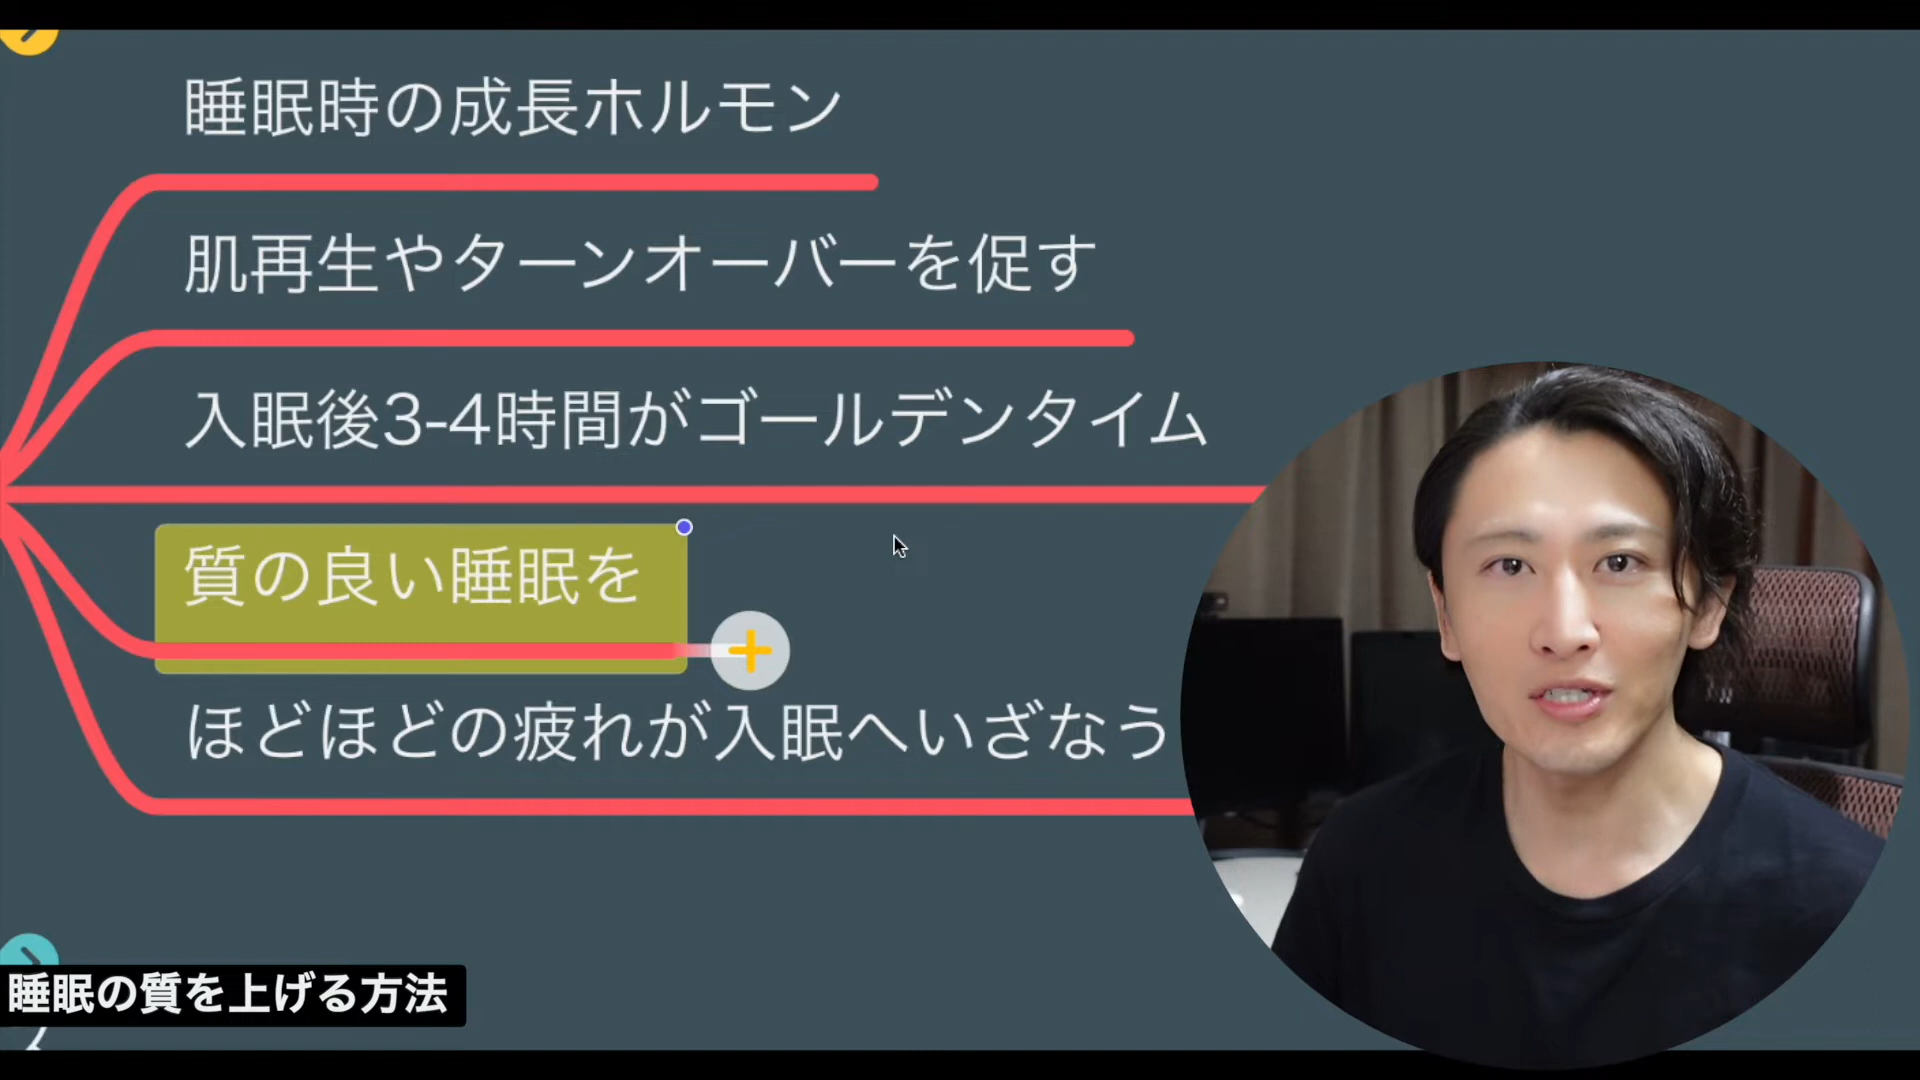 睡眠時の成長ホルモン
肌再生やターンオーバーを促す
入眠後3-4時間がゴールデンタイム
質の良い睡眠を
ほどほどの疲れが入眠へいざなう
睡眠の質を上げる方法